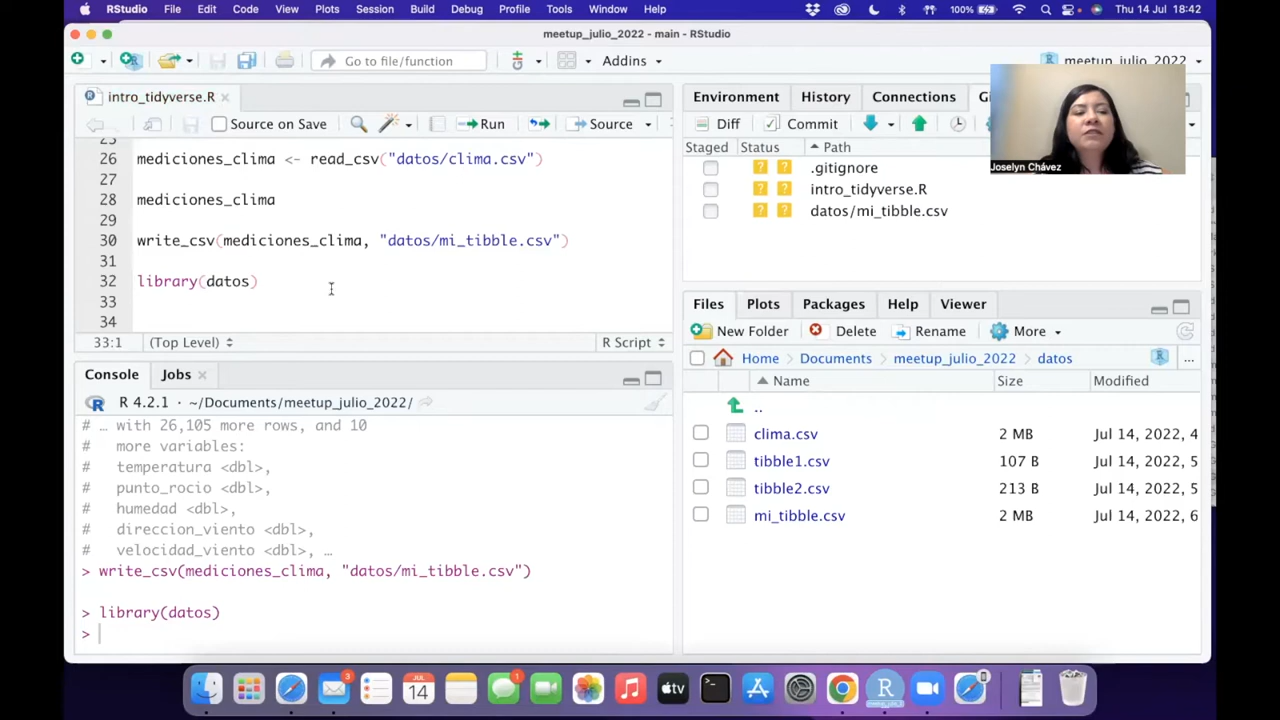 RStudio File Edit Code View Plots Session Build Debug Profile Tools Window Help 100% Thu 14 Jul 18:42
meetup_julio_2022 - main - RStudio
Go to file/function Addins meetup_julio_2022
intro_tidyverse.R
Source on Save Run Source
26 mediciones_clima <- read_csv("datos/clima.csv")
27
28 mediciones_clima
29
30 write_csv(mediciones_clima, "datos/mi_tibble.csv")
31
32 library(datos)
33
34
33:1 (Top Level) R Script
Console Jobs
R 4.2.1 · ~/Documents/meetup_julio_2022/
# … with 26,105 more rows, and 10
# more variables:
# temperatura <dbl>,
# punto_rocio <dbl>,
# humedad <dbl>,
# direccion_viento <dbl>,
# velocidad_viento <dbl>, …
> write_csv(mediciones_clima, "datos/mi_tibble.csv")
> library(datos)
>
Environment History Connections
Diff Commit
Staged Status Path
? ? .gitignore
? ? intro_tidyverse.R
? ? datos/mi_tibble.csv
Joselyn Chávez
Files Plots Packages Help Viewer
New Folder Delete Rename More
Home Documents meetup_julio_2022 datos ...
Name Size Modified
..
clima.csv 2 MB Jul 14, 2022, 4
tibble1.csv 107 B Jul 14, 2022, 5
tibble2.csv 213 B Jul 14, 2022, 5
mi_tibble.csv 2 MB Jul 14, 2022, 6
3 JUL 14 1 tv R